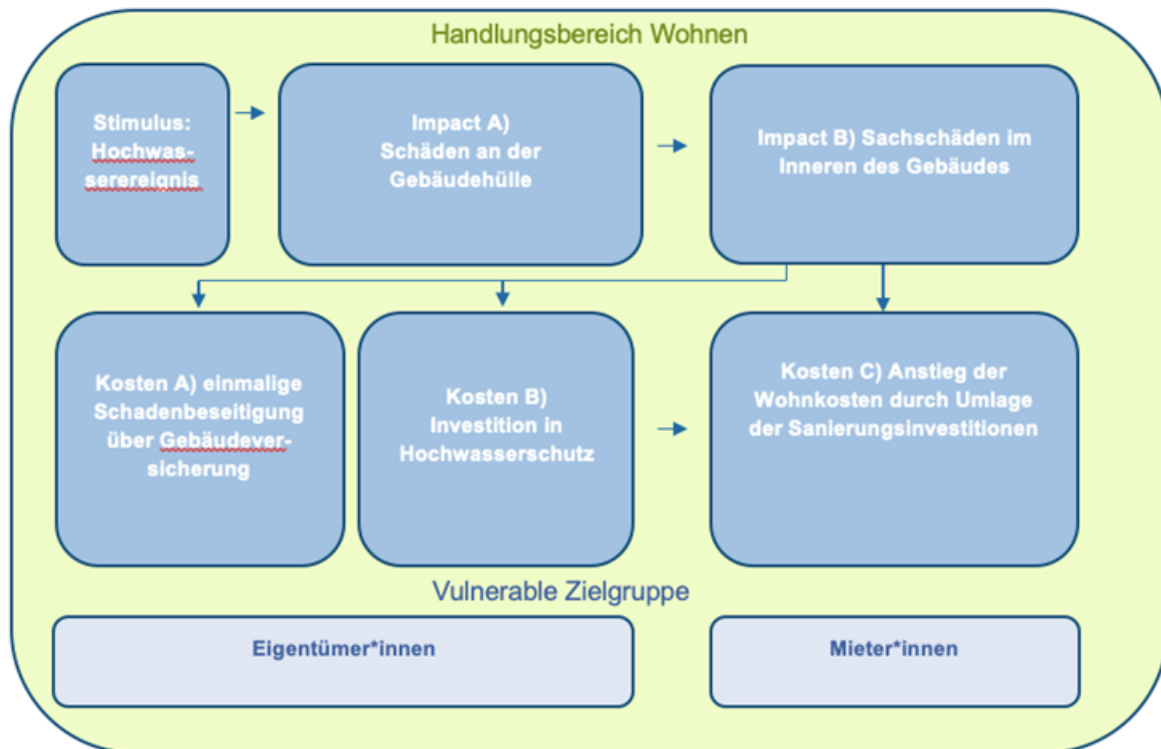 Handlungsbereich Wohnen
Stimulus:
Hochwas-
serereignis
Impact A)
Schäden an der
Gebäudehülle
Impact B) Sachschäden im
Inneren des Gebäudes
Kosten A) einmalige
Schadenbeseitigung
über Gebäudever-
sicherung
Kosten B)
Investition in
Hochwasserschutz
Kosten C) Anstieg der
Wohnkosten durch Umlage
der Sanierungsinvestitionen
Vulnerable Zielgruppe
Eigentümer*innen
Mieter*innen